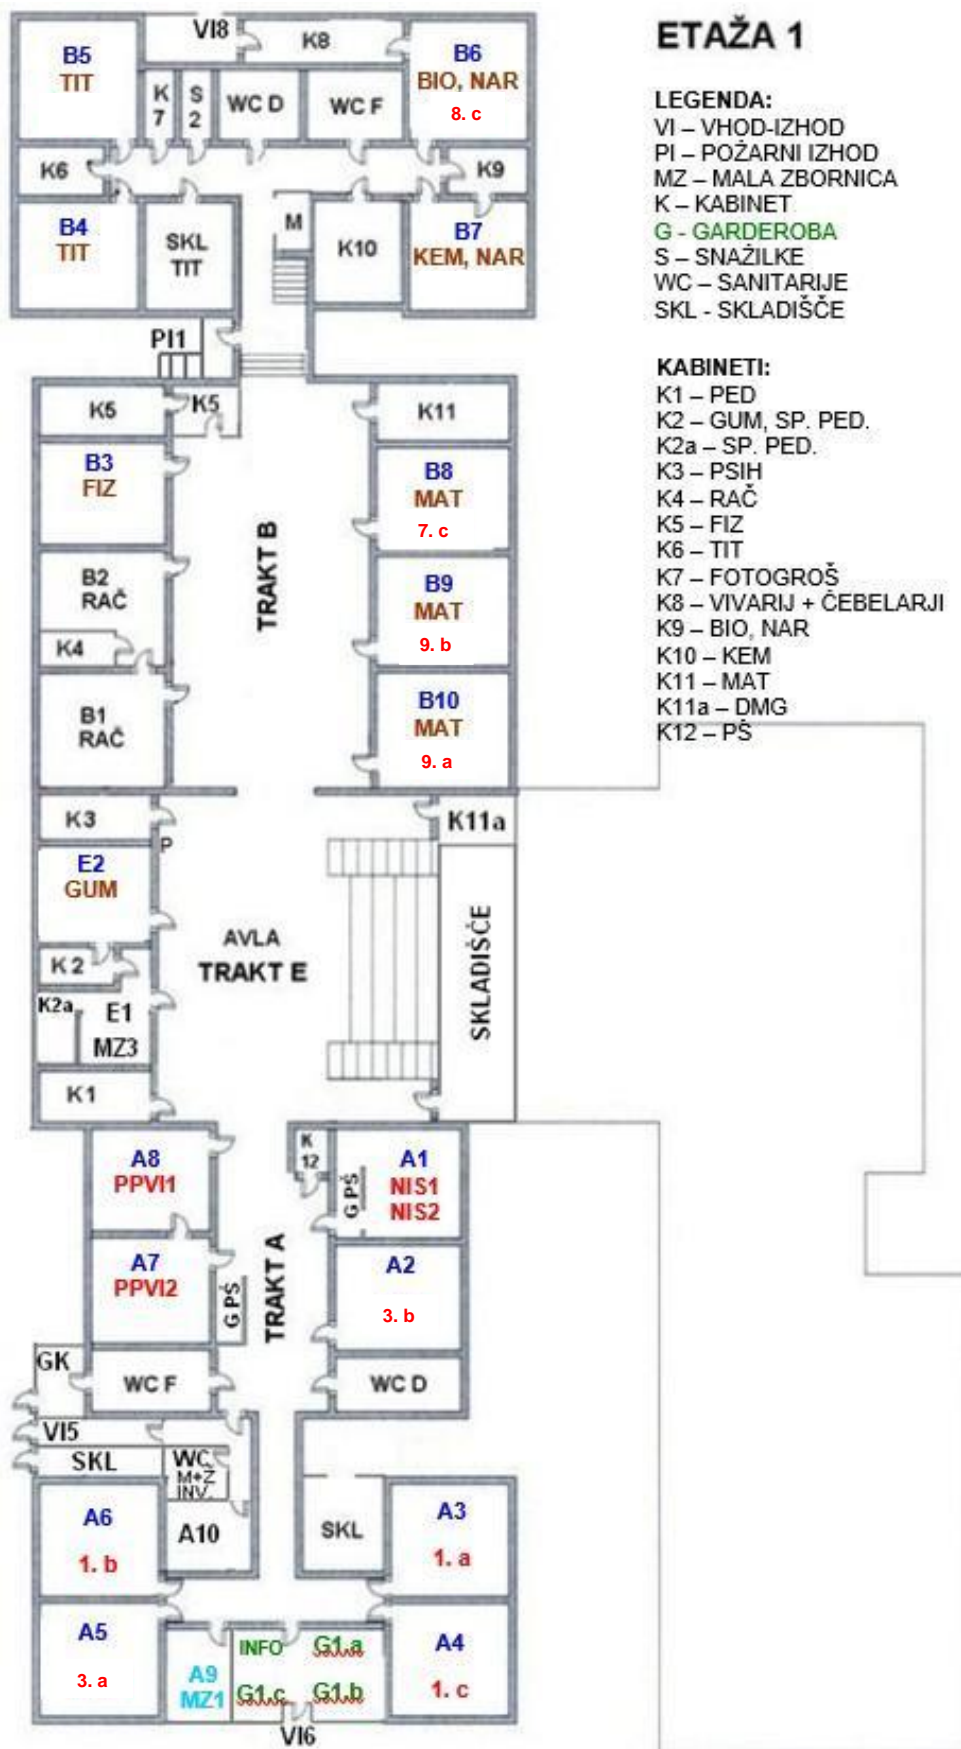 ETAŽA 1
LEGENDA:
VI – VHOD-IZHOD
PI – POŽARNI IZHOD
MZ – MALA ZBORNICA
K – KABINET
G - GARDEROBA
S – SNAŽILKE
WC – SANITARIJE
SKL - SKLADIŠČE
KABINETI:
K1 – PED
K2 – GUM, SP. PED.
K2a – SP. PED.
K3 – PSIH
K4 – RAČ
K5 – FIZ
K6 – TIT
K7 – FOTOGROŠ
K8 – VIVARIJ + ČEBELARJI
K9 – BIO, NAR
K10 – KEM
K11 – MAT
K11a – DMG
K12 – PŠ
VI8
K8
B5
TIT
B6
BIO, NAR
8. c
K
7
S
2
WC D
WC F
K6
K9
B4
TIT
SKL
TIT
M
K10
B7
KEM, NAR
PI1
K5
K5
K11
B3
FIZ
B8
MAT
7. c
TRAKT B
B2
RAČ
K4
B9
MAT
9. b
B1
RAČ
B10
MAT
9. a
K3
P
K11a
E2
GUM
AVLA
TRAKT E
SKLADIŠČE
K2
K2a
E1
MZ3
K1
A8
PPVI1
K
12
G PŠ
A1
NIS1
NIS2
A7
PPVI2
G PŠ
TRAKT A
A2
3. b
GK
WC F
WC D
VI5
SKL
WC
M+Ž
INV.
A6
1. b
A10
SKL
A3
1. a
A5
3. a
A9
MZ1
INFO
G1.a
G1.c
G1.b
A4
1. c
VI6